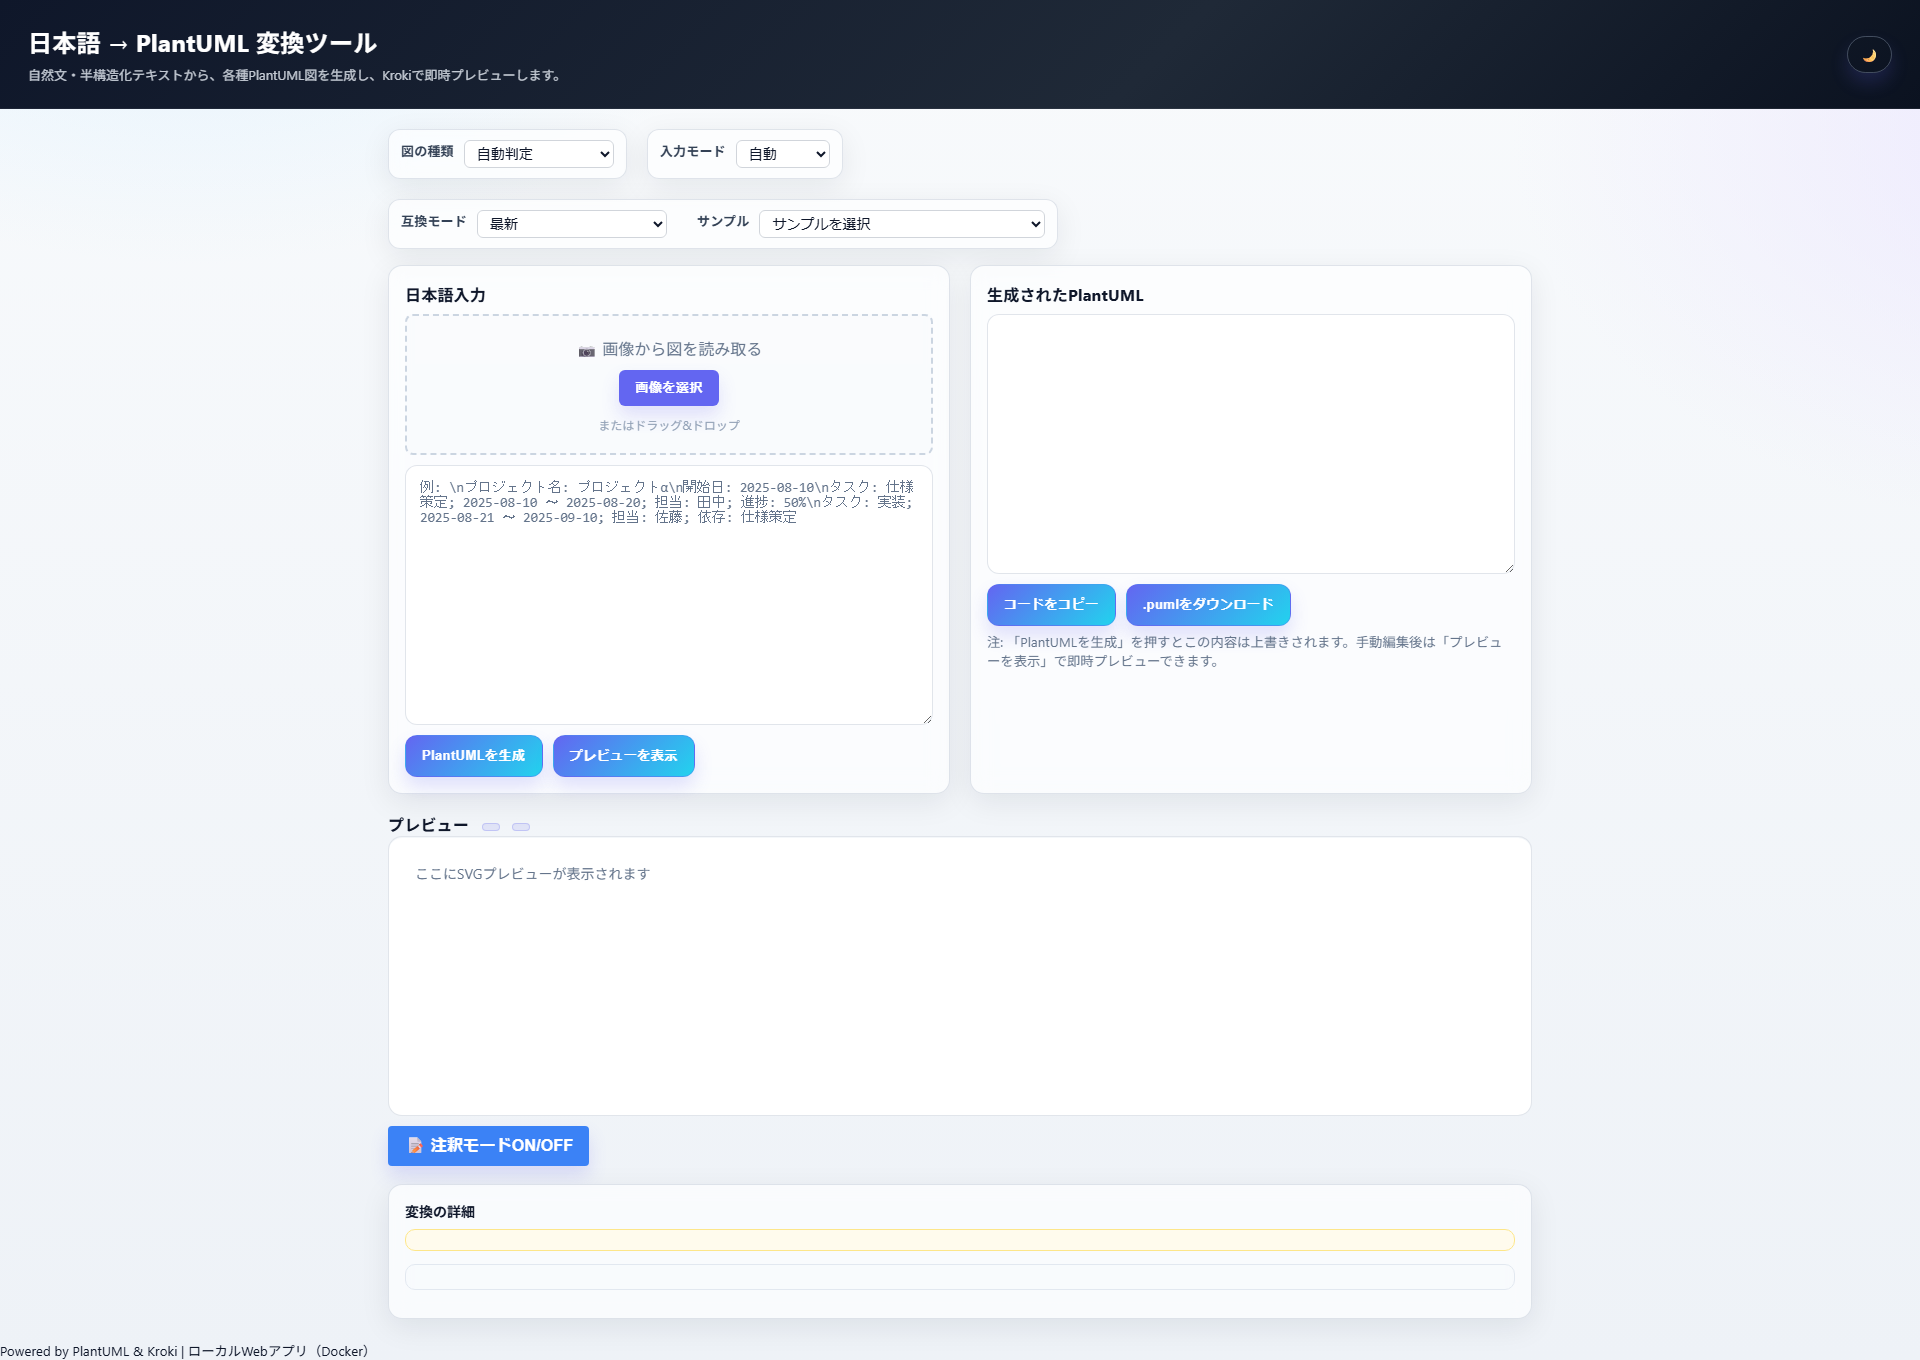 日本語 → PlantUML 変換ツール
自然文・半構造化テキストから、各種PlantUML図を生成し、Krokiで即時プレビューします。
図の種類 自動判定 入力モード 自動
互換モード 最新 サンプル サンプルを選択
日本語入力
画像から図を読み取る
画像を選択
またはドラッグ&ドロップ
例: \nプロジェクト名: プロジェクトα\n開始日: 2025-08-10\nタスク: 仕様
策定; 2025-08-10 〜 2025-08-20; 担当: 田中; 進捗: 50%\nタスク: 実装;
2025-08-21 〜 2025-09-10; 担当: 佐藤; 依存: 仕様策定
PlantUMLを生成 プレビューを表示
生成されたPlantUML
コードをコピー .pumlをダウンロード
注: 「PlantUMLを生成」を押すとこの内容は上書きされます。手動編集後は「プレビュ
ーを表示」で即時プレビューできます。
プレビュー
ここにSVGプレビューが表示されます
注釈モードON/OFF
変換の詳細
Powered by PlantUML & Kroki | ローカルWebアプリ（Docker）